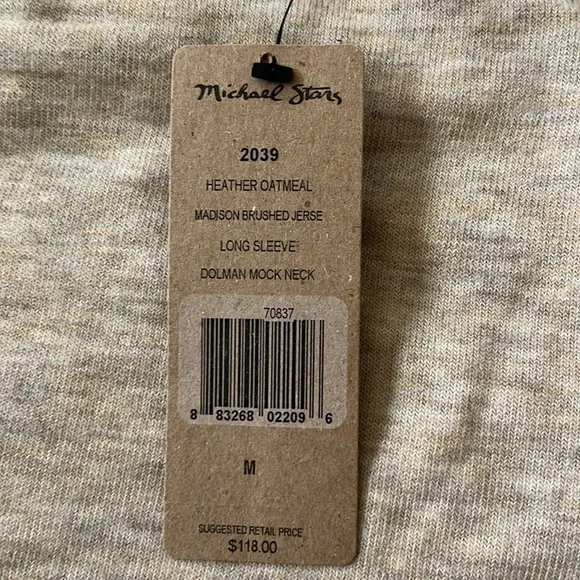 Michael Stars
2039
HEATHER OATMEAL
MADISON BRUSHED JERSE
LONG SLEEVE
DOLMAN MOCK NECK
70837
8 83268 02209 6
M
SUGGESTED RETAIL PRICE
$118.00